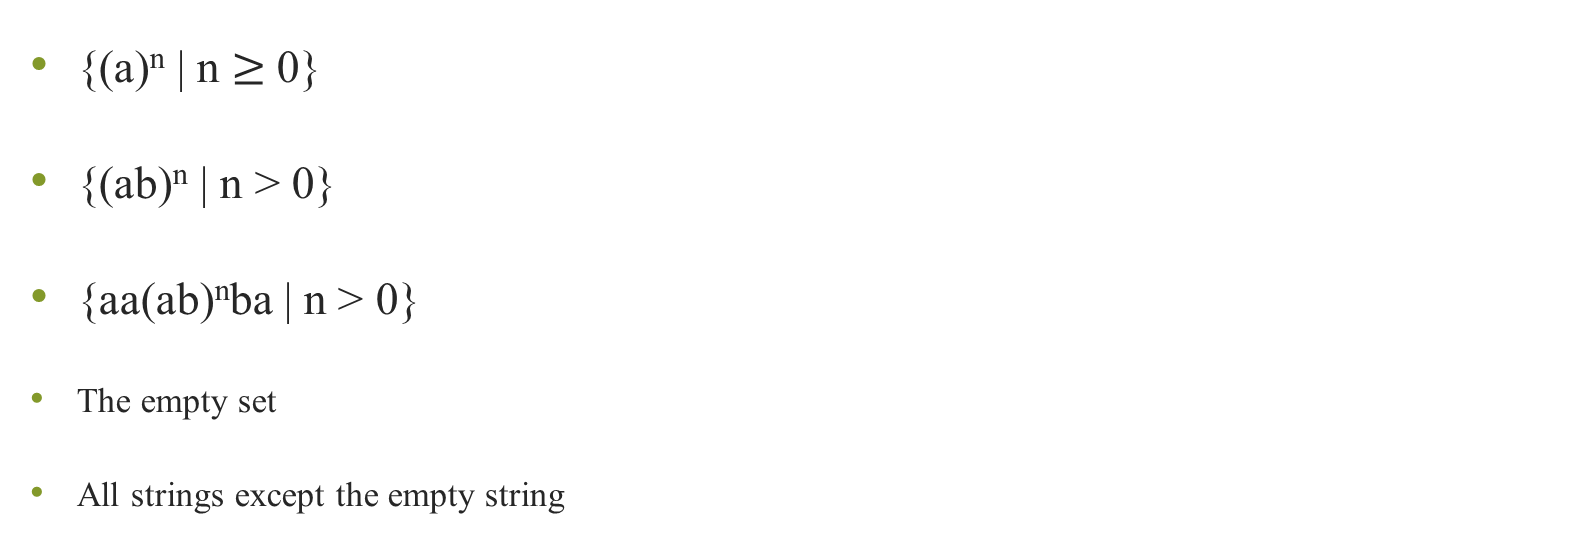 • {(a)ⁿ | n ≥ 0}
• {(ab)ⁿ | n > 0}
• {aa(ab)ⁿba | n > 0}
• The empty set
• All strings except the empty string